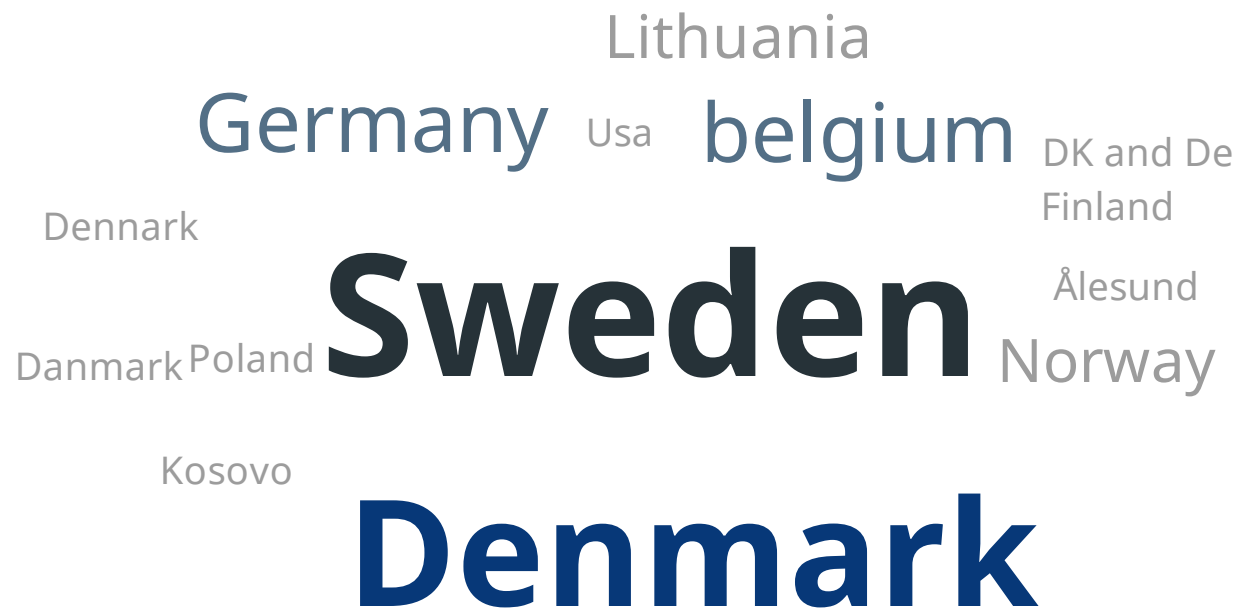 Lithuania
Germany
Usa
belgium
DK and De
Finland
Dennark
Sweden
Ålesund
Danmark
Poland
Norway
Kosovo
Denmark